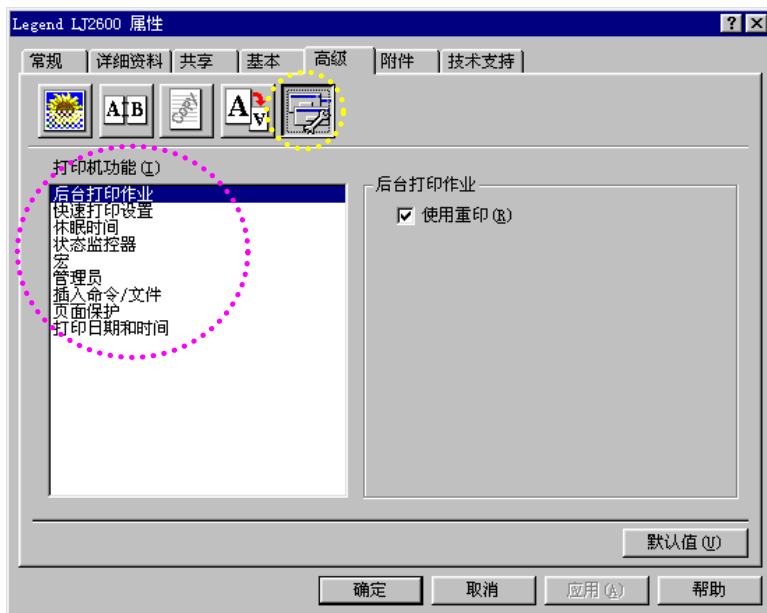 Legend LJ2600 属性
常规 详细资料 共享 基本 高级 附件 技术支持
A B COPY A V
打印机功能(I)
后台打印作业
快速打印设置
休眠时间
状态监控器
宏
管理员
插入命令/文件
页面保护
打印日期和时间
后台打印作业
使用重印(R)
默认值(U)
确定 取消 应用(A) 帮助